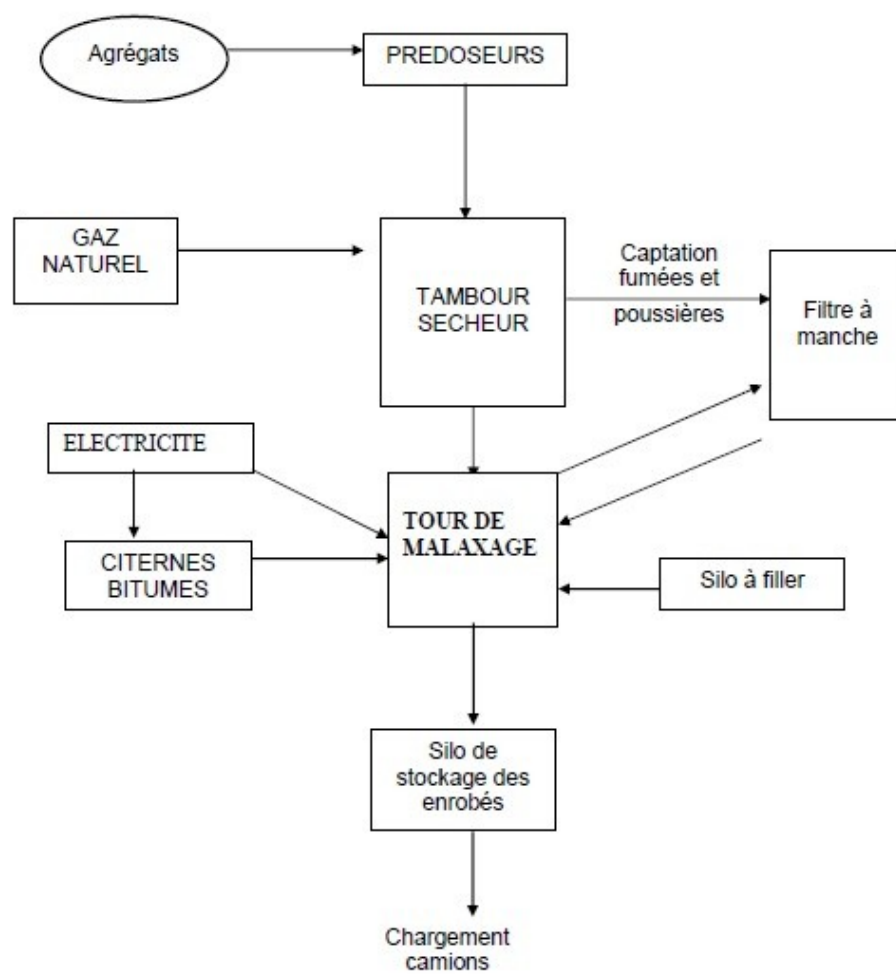 Agrégats
PREDOSEURS
GAZ
NATUREL
TAMBOUR
SECHEUR
Captation
fumées et
poussières
Filtre à
manche
ELECTRICITE
TOUR DE
MALAXAGE
CITERNES
BITUMES
Silo à filler
Silo de
stockage des
enrobés
Chargement
camions